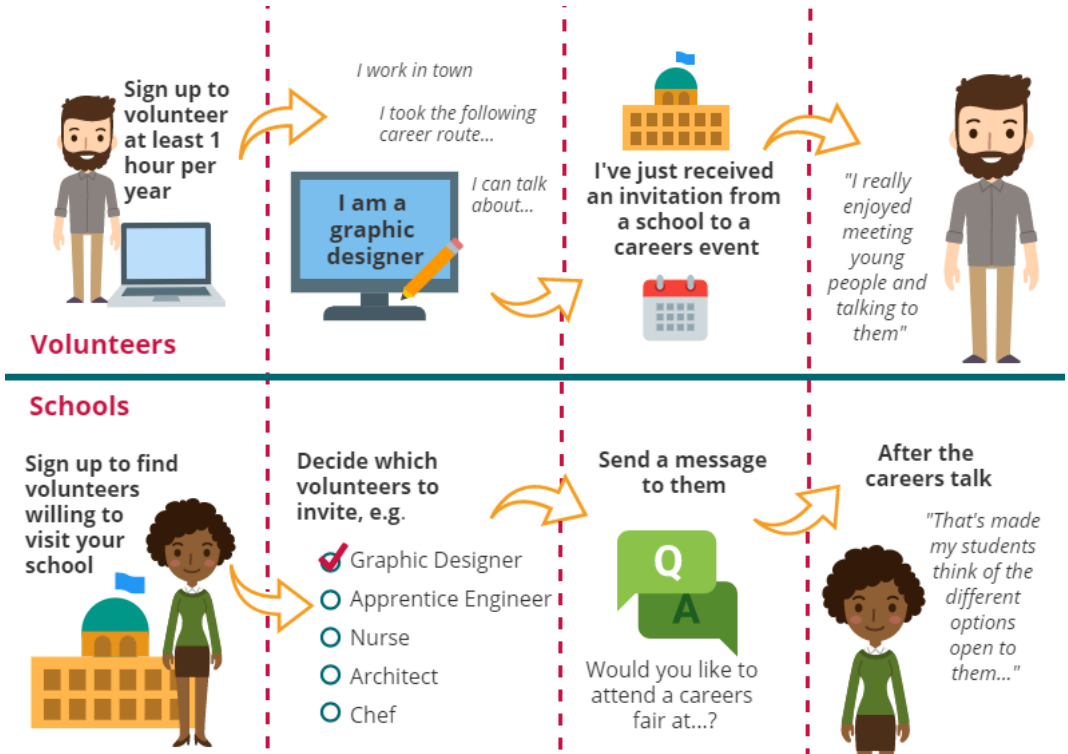 Sign up to
volunteer
at least 1
hour per
year
I work in town
I took the following
career route...
I can talk
about...
I am a
graphic
designer
I've just received
an invitation from
a school to a
careers event
"I really
enjoyed
meeting
young
people and
talking to
them"
Volunteers
Schools
Sign up to find
volunteers
willing to
visit your
school
Decide which
volunteers to
invite, e.g.
Graphic Designer
Apprentice Engineer
Nurse
Architect
Chef
Send a message
to them
Q
A
Would you like to
attend a careers
fair at...?
After the
careers talk
"That's made
my students
think of the
different
options
open to
them..."